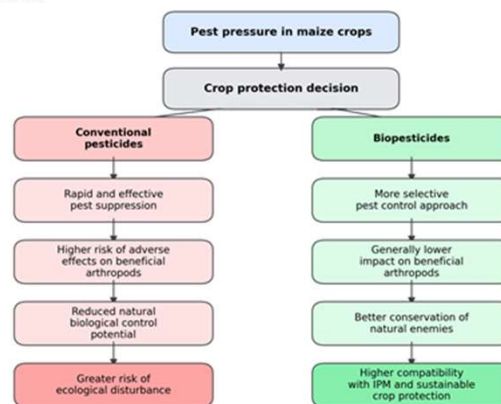 Pest pressure in maize crops
Crop protection decision
Conventional
pesticides
Rapid and effective
pest suppression
Higher risk of adverse
effects on beneficial
arthropods
Reduced natural
biological control
potential
Greater risk of
ecological disturbance
Biopesticides
More selective
pest control approach
Generally lower
impact on beneficial
arthropods
Better conservation of
natural enemies
Higher compatibility
with IPM and sustainable
crop protection